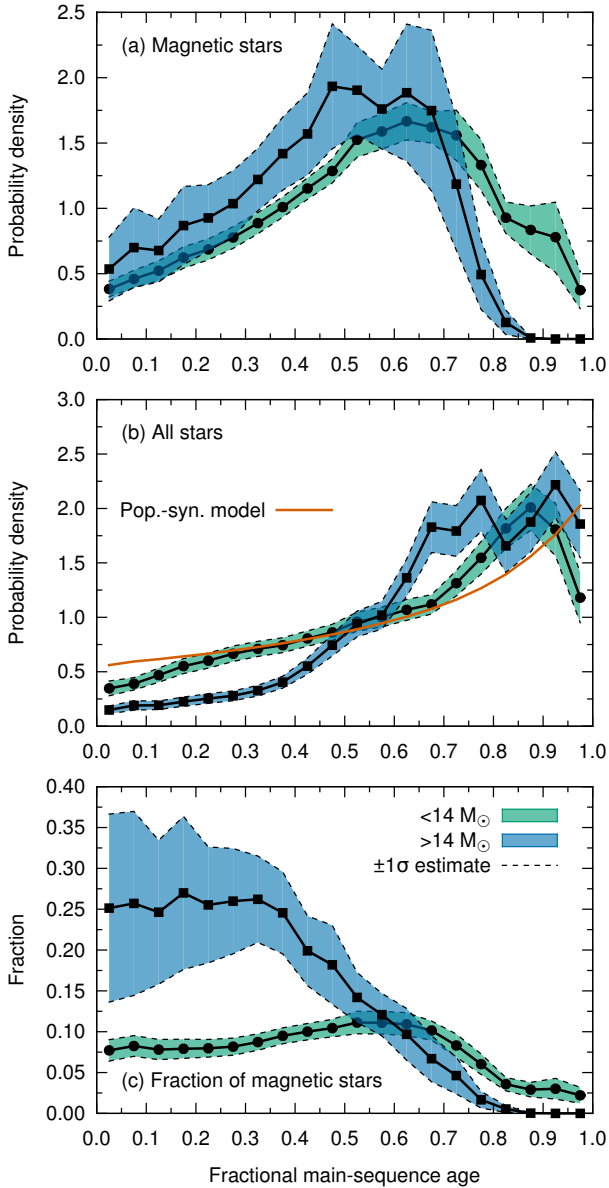 (a) Magnetic stars
Probability density
2.5
2.0
1.5
1.0
0.5
0.0
0.0 0.1 0.2 0.3 0.4 0.5 0.6 0.7 0.8 0.9 1.0
(b) All stars
Pop.-syn. model
Probability density
3.0
2.5
2.0
1.5
1.0
0.5
0.0
0.0 0.1 0.2 0.3 0.4 0.5 0.6 0.7 0.8 0.9 1.0
<14 M☉
>14 M☉
±1σ estimate
(c) Fraction of magnetic stars
Fraction
0.40
0.35
0.30
0.25
0.20
0.15
0.10
0.05
0.00
0.0 0.1 0.2 0.3 0.4 0.5 0.6 0.7 0.8 0.9 1.0
Fractional main-sequence age